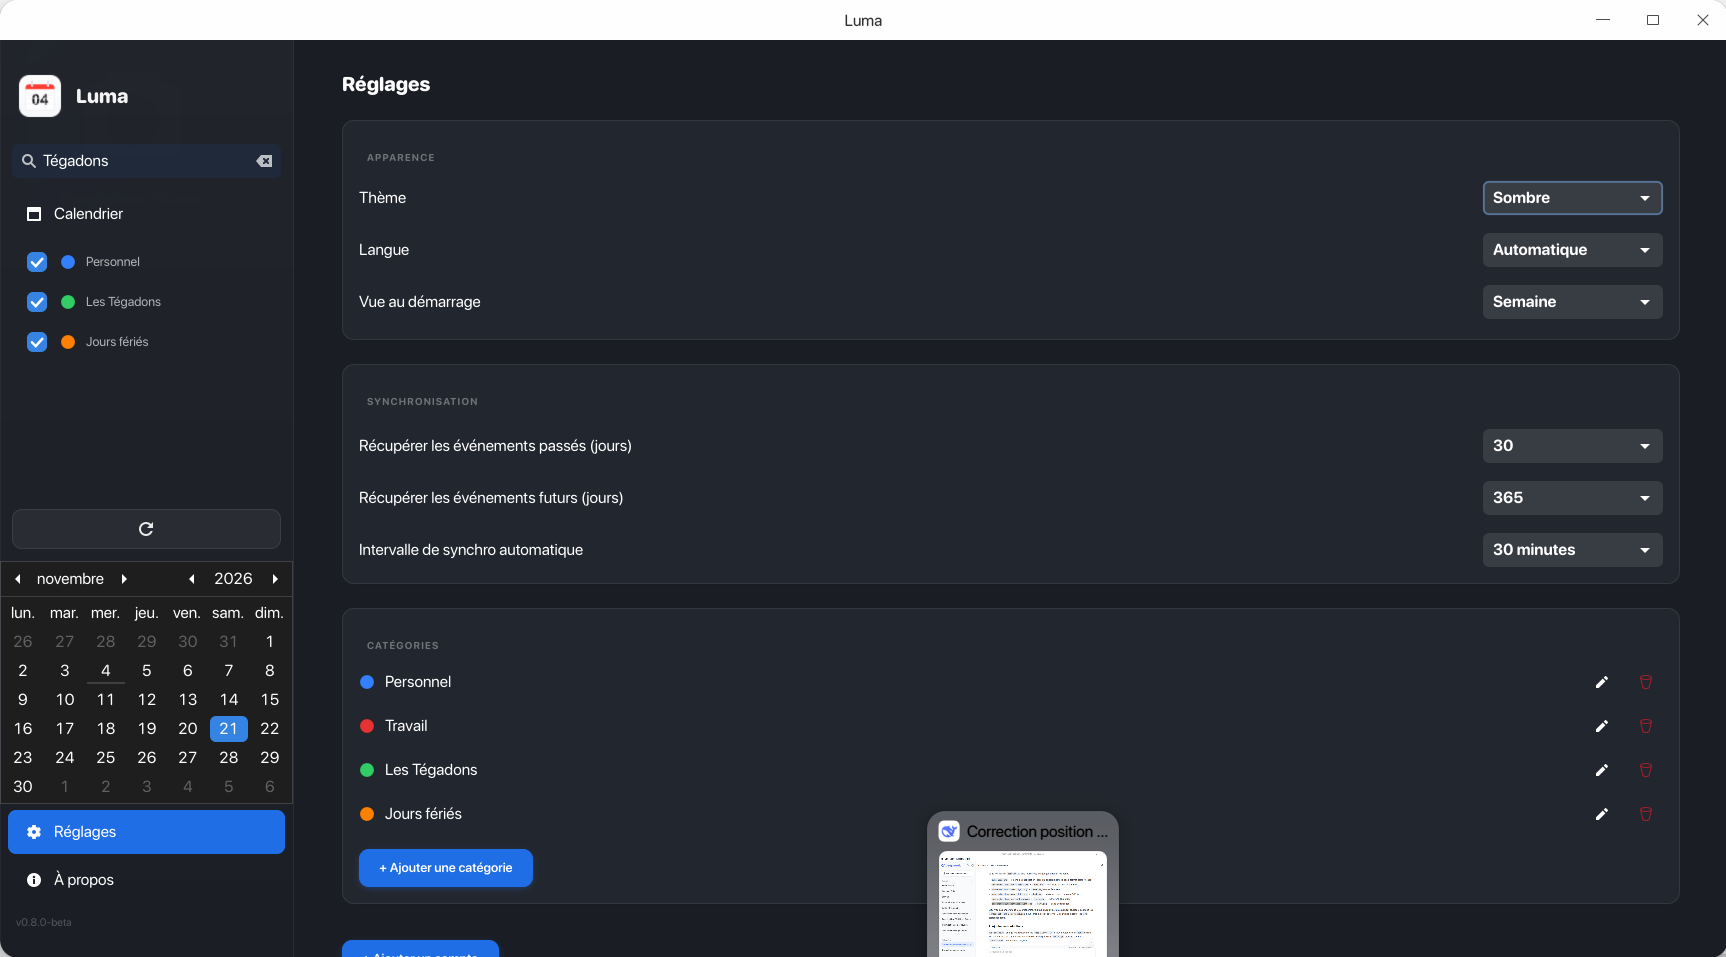 Luma
04
Luma
Tégadons
Calendrier
Personnel
Les Tégadons
Jours fériés
novembre 2026
lun. mar. mer. jeu. ven. sam. dim.
26 27 28 29 30 31 1
2 3 4 5 6 7 8
9 10 11 12 13 14 15
16 17 18 19 20 21 22
23 24 25 26 27 28 29
30 1 2 3 4 5 6
Réglages
À propos
v0.8.0-beta
Réglages
APPARENCE
Thème Sombre
Langue Automatique
Vue au démarrage Semaine
SYNCHRONISATION
Récupérer les événements passés (jours) 30
Récupérer les événements futurs (jours) 365
Intervalle de synchro automatique 30 minutes
CATÉGORIES
Personnel
Travail
Les Tégadons
Jours fériés
+ Ajouter une catégorie
Correction position ...
+ Ajouter un compte